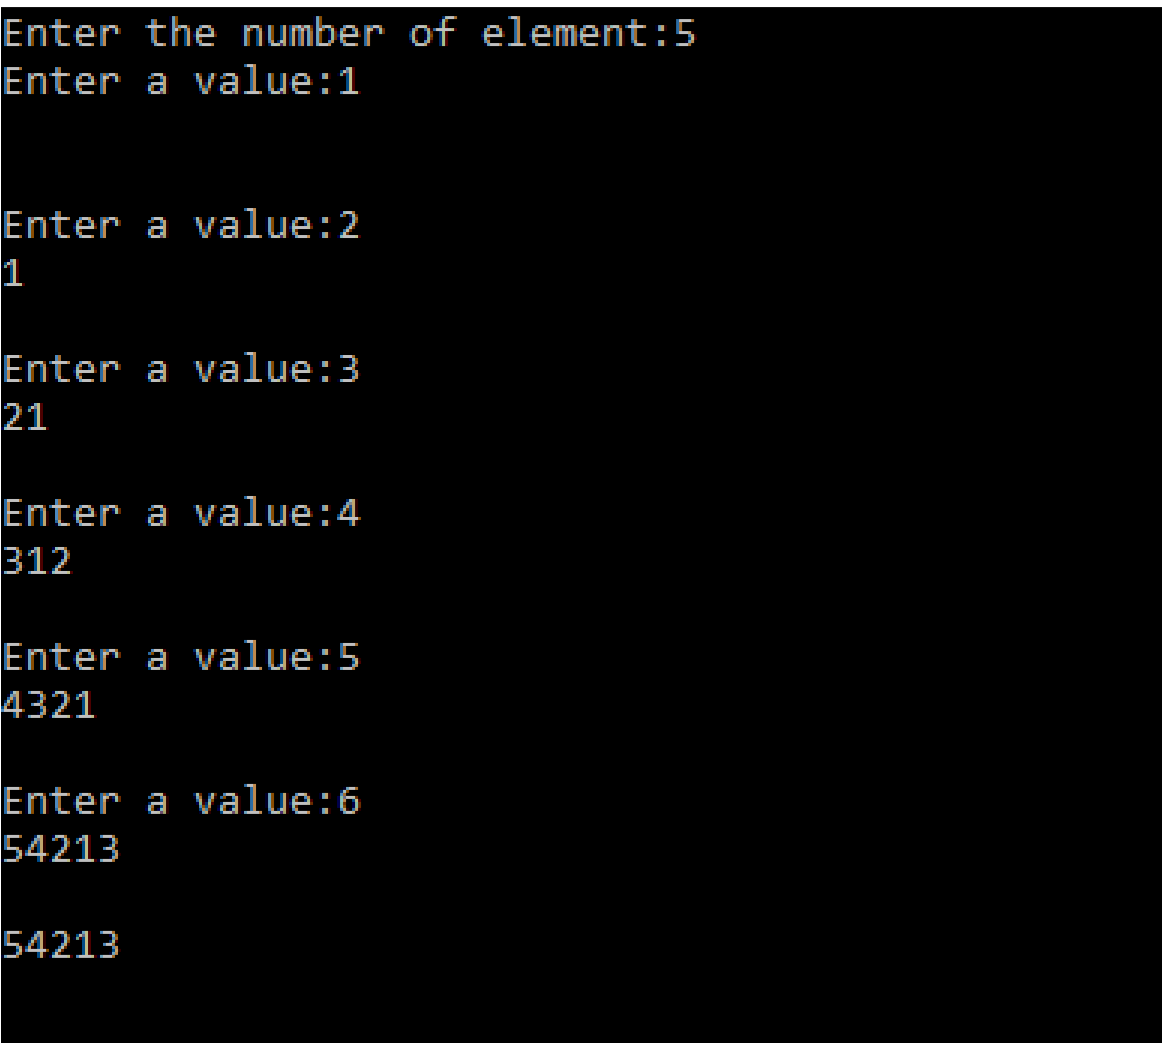 Enter the number of element:5
Enter a value:1
Enter a value:2
1
Enter a value:3
21
Enter a value:4
312
Enter a value:5
4321
Enter a value:6
54213
54213